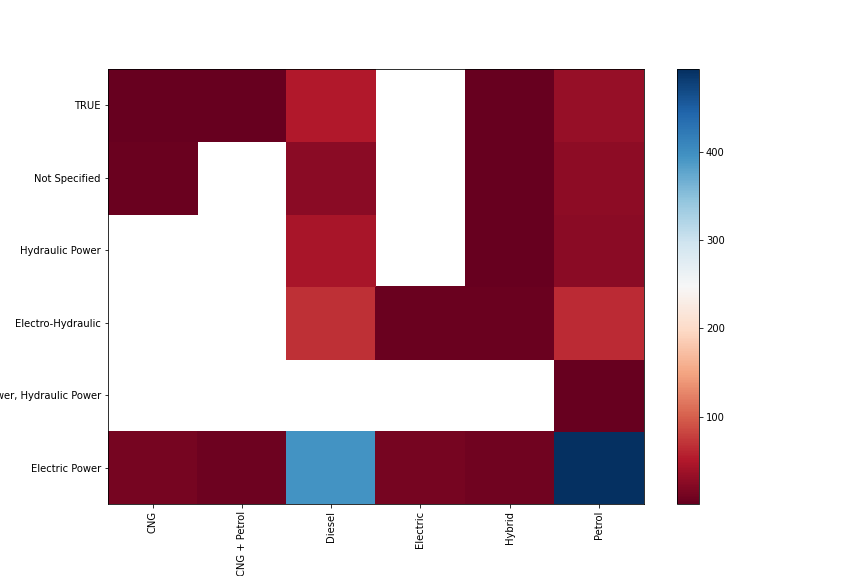 TRUE
Not Specified
Hydraulic Power
Electro-Hydraulic
wer, Hydraulic Power
Electric Power
CNG
CNG + Petrol
Diesel
Electric
Hybrid
Petrol
400
300
200
100